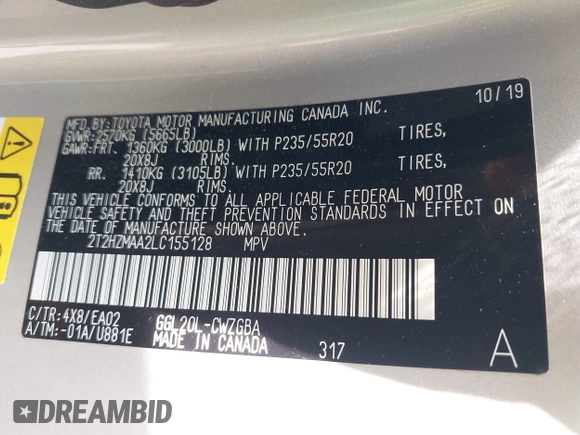 MFD.BY:TOYOTA MOTOR MANUFACTURING CANADA INC. 10/19
GVWR:2570KG (5665LB)
GAWR-FRT. 1360KG (3000LB) WITH P235/55R20 TIRES,
20X8J RIMS.
RR. 1410KG (3105LB) WITH P235/55R20 TIRES,
20X8J RIMS.
THIS VEHICLE CONFORMS TO ALL APPLICABLE FEDERAL MOTOR
VEHICLE SAFETY AND THEFT PREVENTION STANDARDS IN EFFECT ON
THE DATE OF MANUFACTURE SHOWN ABOVE.
2T2HZMAA2LC155128 MPV
C/TR:4X8/EA02 GGL20L-CWZGBA
A/TM:-01A/U881E MADE IN CANADA 317 A
DREAMBID